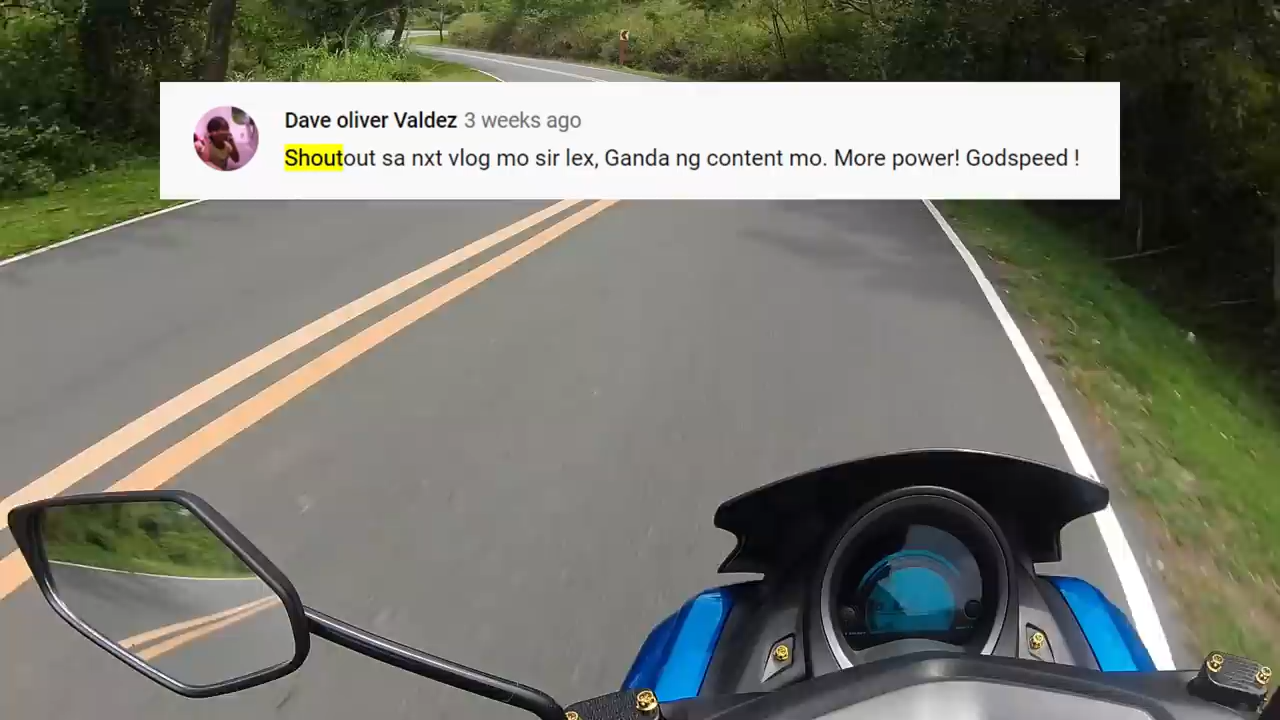 Dave oliver Valdez 3 weeks ago
Shoutout sa nxt vlog mo sir lex, Ganda ng content mo. More power! Godspeed !